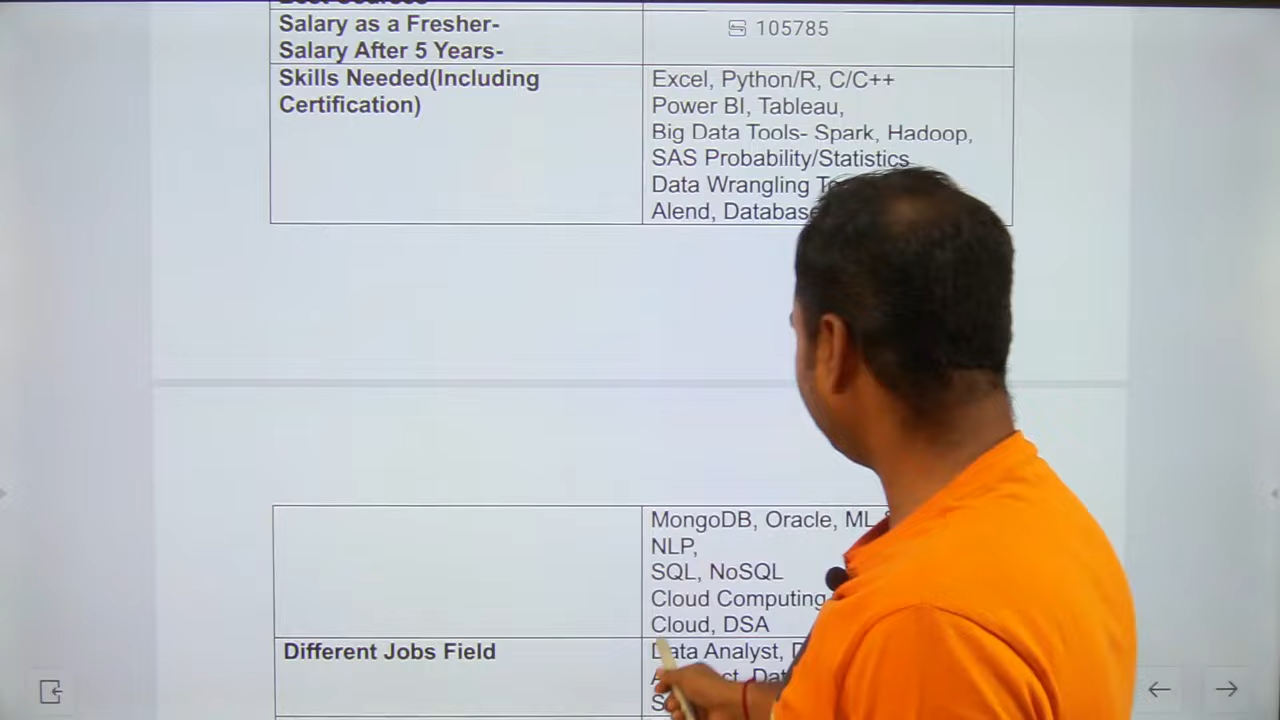 Salary as a Fresher-
Salary After 5 Years-
105785
Skills Needed(Including
Certification)
Excel, Python/R, C/C++
Power BI, Tableau,
Big Data Tools- Spark, Hadoop,
SAS Probability/Statistics
Data Wrangling
Alend, Database
MongoDB, Oracle, ML
NLP,
SQL, NoSQL
Cloud Computing
Cloud, DSA
Different Jobs Field
Data Analyst,